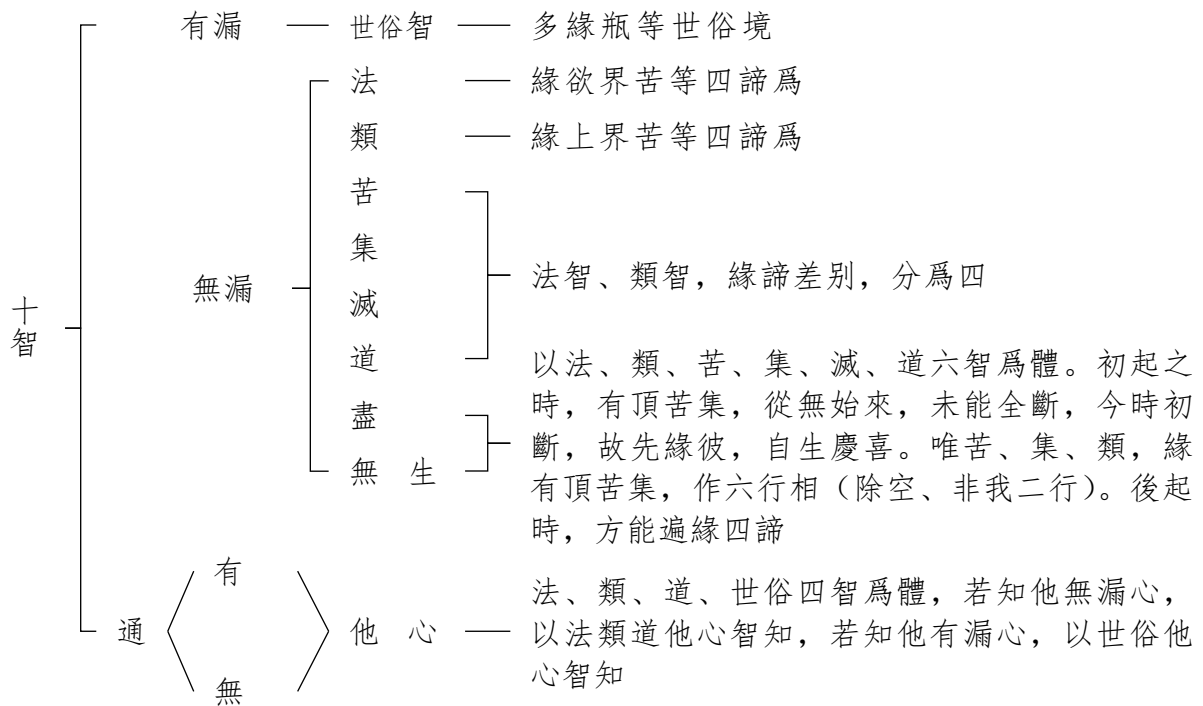 十智
有漏 世俗智 多緣瓶等世俗境
無漏
法 緣欲界苦等四諦爲
類 緣上界苦等四諦爲
苦
集
滅
道
法智、類智，緣諦差别，分爲四
盡
無生
以法、類、苦、集、滅、道六智爲體。初起之
時，有頂苦集，從無始來，未能全斷，今時初
斷，故先緣彼，自生慶喜。唯苦、集、類，緣
有頂苦集，作六行相（除空、非我二行）。後起
時，方能遍緣四諦
通
有
無
他心
法、類、道、世俗四智爲體，若知他無漏心，
以法類道他心智知，若知他有漏心，以世俗他
心智知